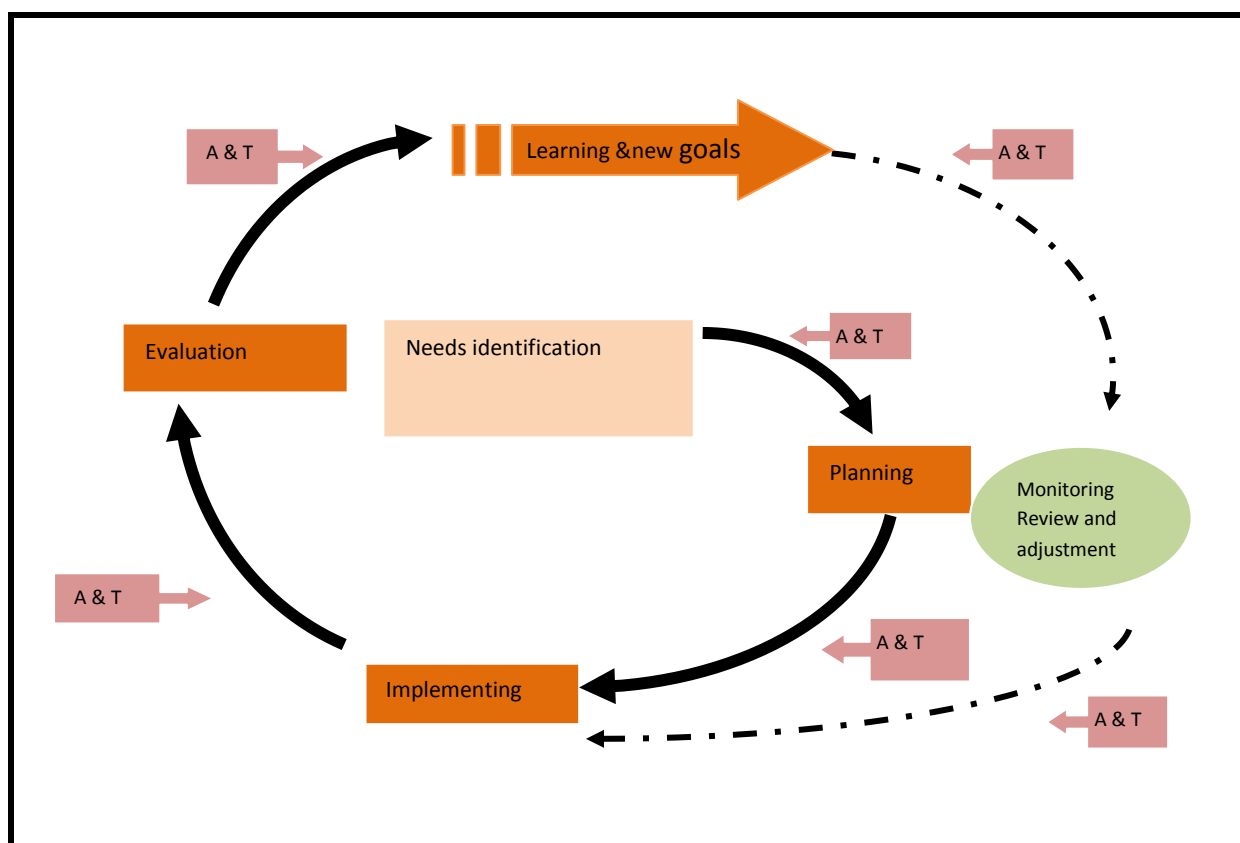 A & T
Learning &new goals
A & T
Evaluation
Needs identification
A & T
Planning
Monitoring
Review and
adjustment
A & T
A & T
Implementing
A & T